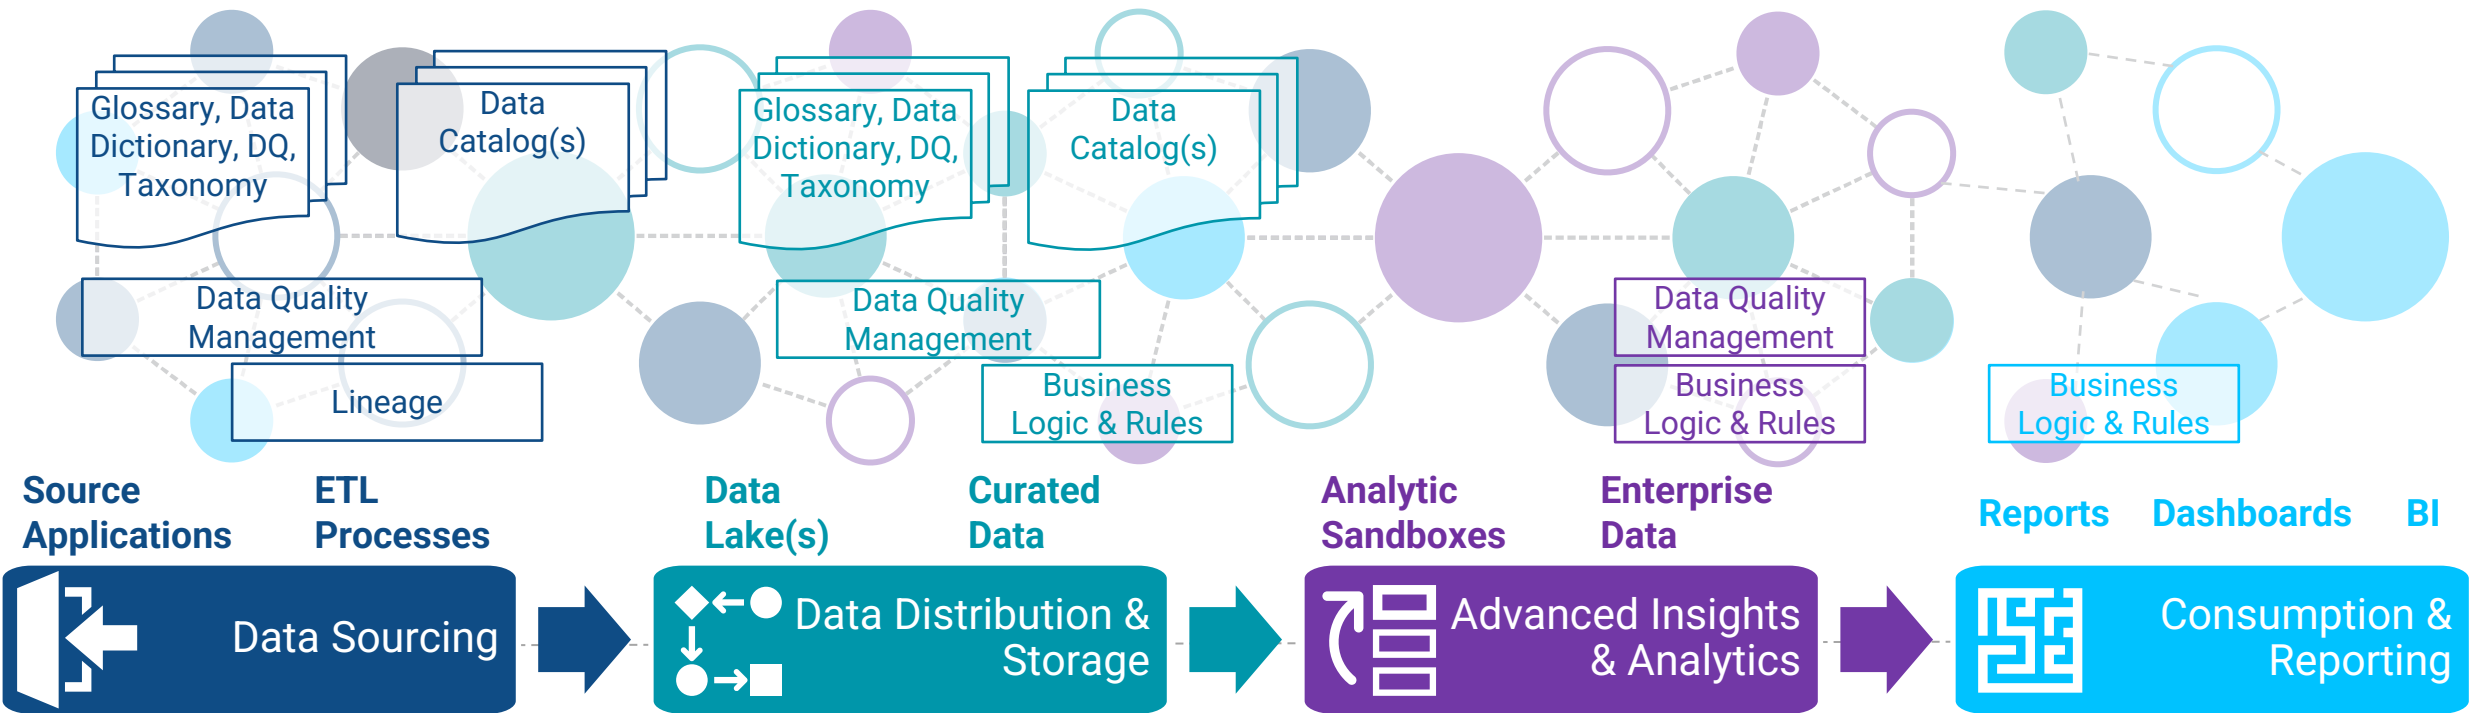 Glossary, Data
Dictionary, DQ,
Taxonomy
Data
Catalog(s)
Glossary, Data
Dictionary, DQ,
Taxonomy
Data
Catalog(s)
Data Quality
Management
Lineage
Data Quality
Management
Business
Logic & Rules
Data Quality
Management
Business
Logic & Rules
Business
Logic & Rules
Source
Applications
ETL
Processes
Data
Lake(s)
Curated
Data
Analytic
Sandboxes
Enterprise
Data
Reports
Dashboards
BI
Data Sourcing
Data Distribution &
Storage
Advanced Insights
& Analytics
Consumption &
Reporting